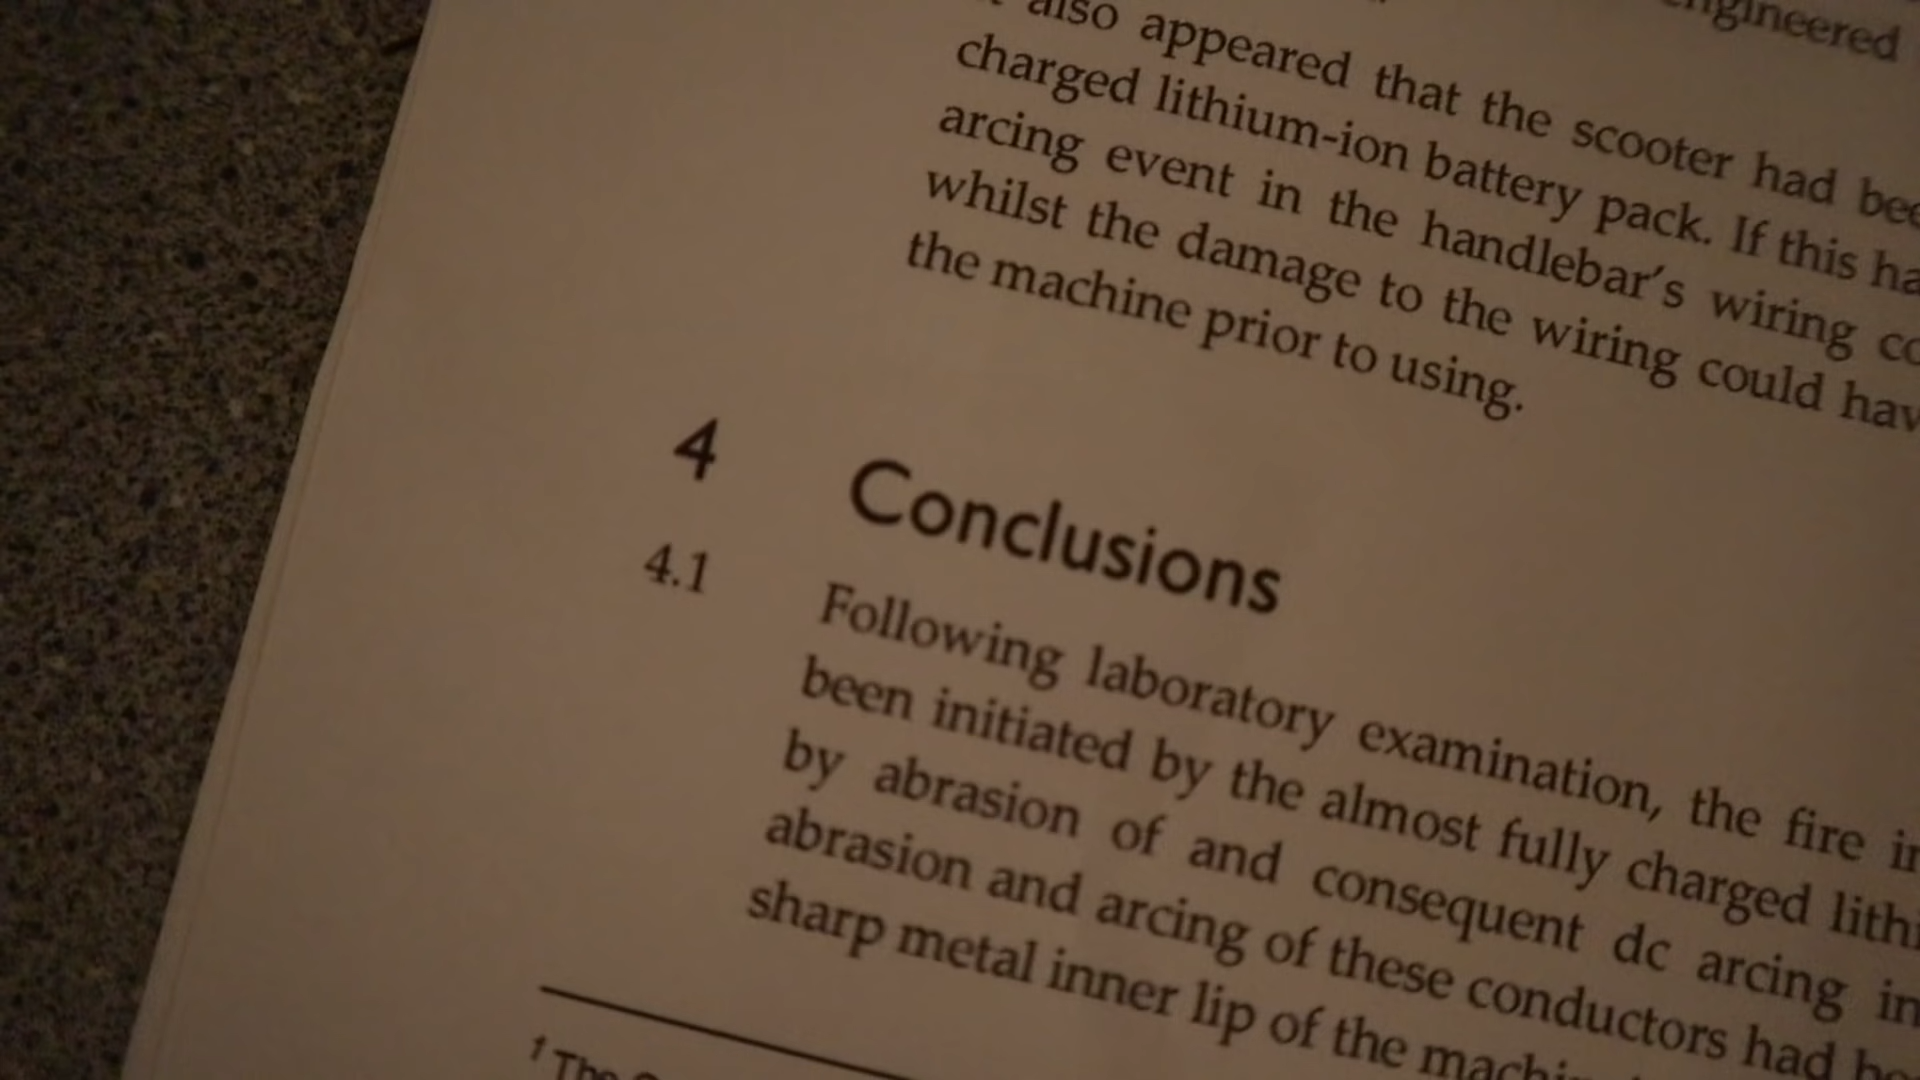 engineered
also appeared that the scooter had
charged lithium-ion battery pack. If this
arcing event in the handlebar's wiring
whilst the damage to the wiring could
the machine prior to using.
4 Conclusions
4.1 Following laboratory examination, the fire
been initiated by the almost fully charged
by abrasion of and consequent dc arcing in
abrasion and arcing of these conductors had
sharp metal inner lip of the
1 The